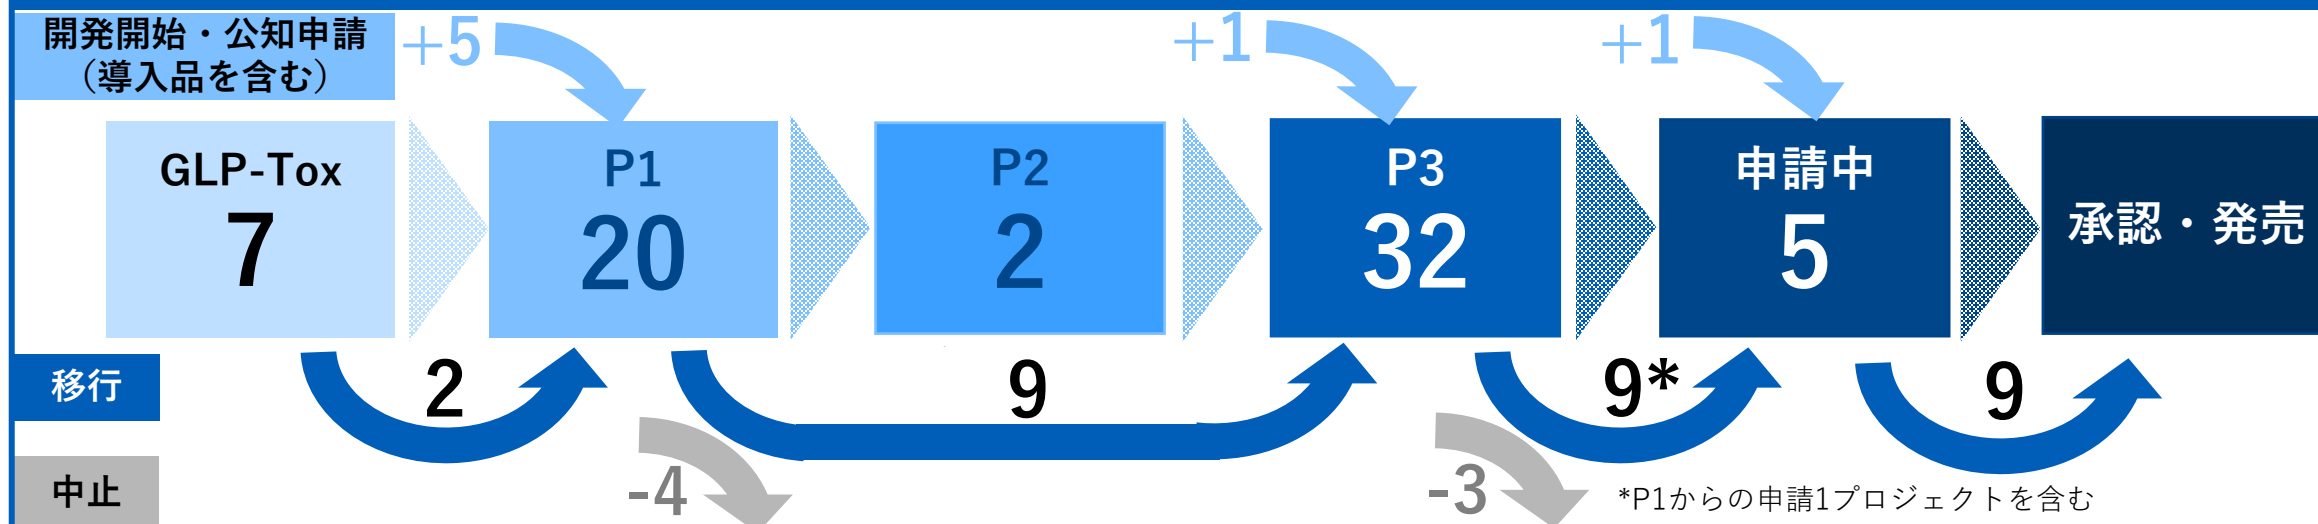 開発開始・公知申請
（導入品を含む）
+5
+1
+1
GLP-Tox
7
P1
20
P2
2
P3
32
申請中
5
承認・発売
移行
2
9
9*
9
中止
-4
-3
*P1からの申請1プロジェクトを含む